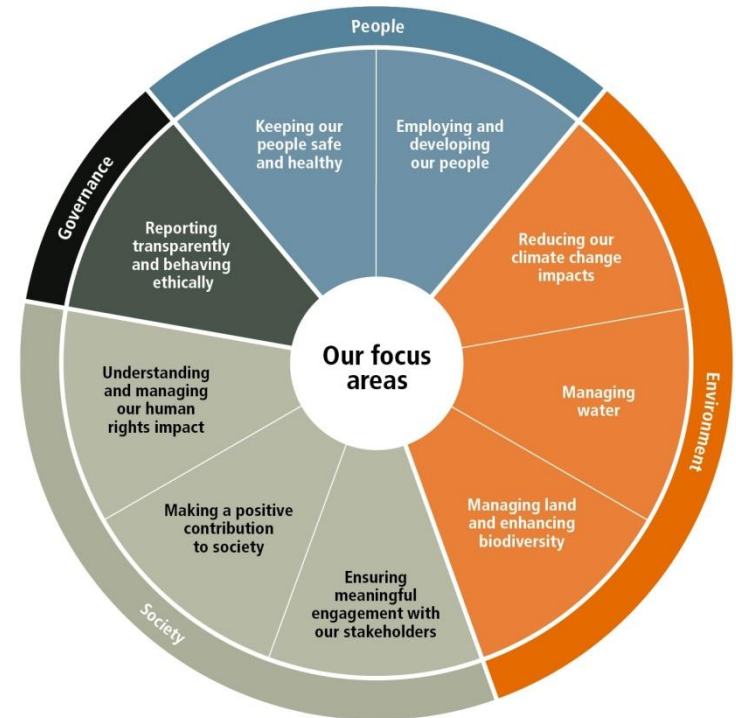 People
Keeping our
people safe
and healthy
Employing and
developing
our people
Governance
Reporting
transparently
and behaving
ethically
Reducing our
climate change
impacts
Our focus
areas
Environment
Managing
water
Understanding
and managing
our human
rights impact
Managing land
and enhancing
biodiversity
Making a positive
contribution
to society
Ensuring
meaningful
engagement with
our stakeholders
Society